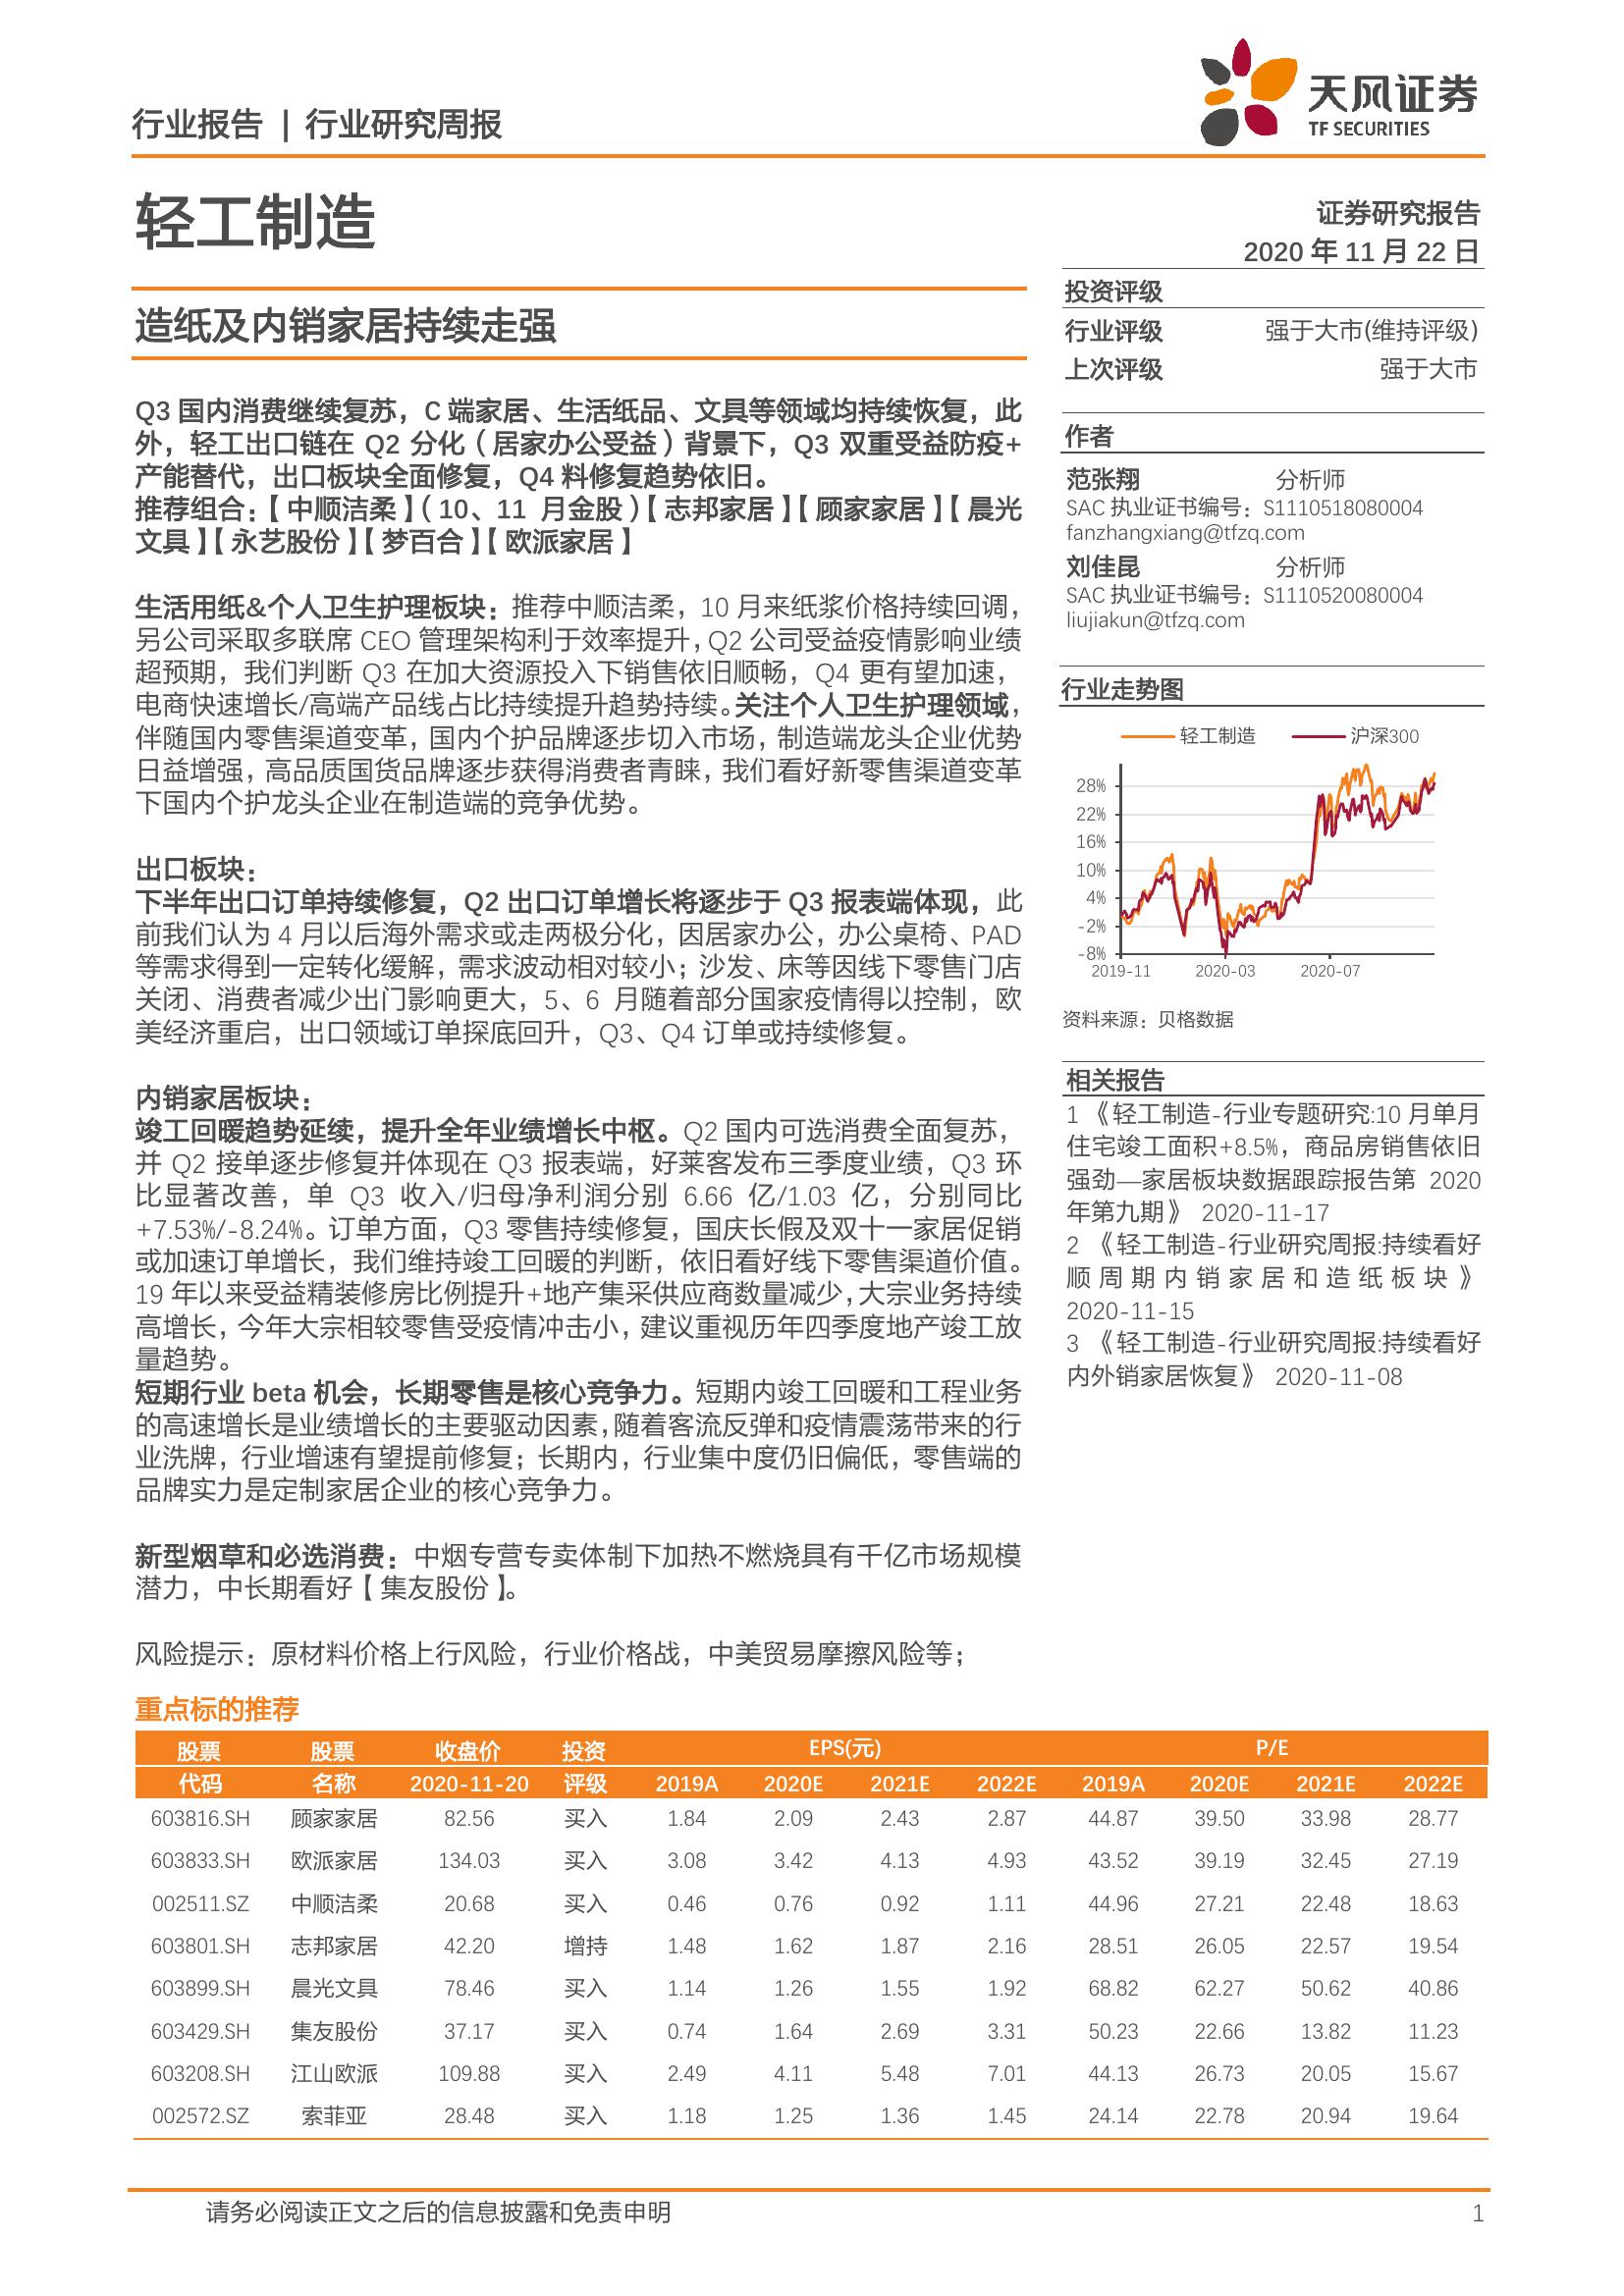 行业报告 | 行业研究周报
天风证券
TF SECURITIES
轻工制造
证券研究报告
2020 年 11 月 22 日
造纸及内销家居持续走强
Q3 国内消费继续复苏，C 端家居、生活纸品、文具等领域均持续恢复，此
外，轻工出口链在 Q2 分化（居家办公受益）背景下，Q3 双重受益防疫+
产能替代，出口板块全面修复，Q4 料修复趋势依旧。
推荐组合：【中顺洁柔】（10、11 月金股）【志邦家居】【顾家家居】【晨光
文具】【永艺股份】【梦百合】【欧派家居】
生活用纸&个人卫生护理板块：推荐中顺洁柔，10 月来纸浆价格持续回调，
另公司采取多联席 CEO 管理架构利于效率提升，Q2 公司受益疫情影响业绩
超预期，我们判断 Q3 在加大资源投入下销售依旧顺畅，Q4 更有望加速，
电商快速增长/高端产品线占比持续提升趋势持续。关注个人卫生护理领域，
伴随国内零售渠道变革，国内个护品牌逐步切入市场，制造端龙头企业优势
日益增强，高品质国货品牌逐步获得消费者青睐，我们看好新零售渠道变革
下国内个护龙头企业在制造端的竞争优势。
出口板块：
下半年出口订单持续修复，Q2 出口订单增长将逐步于 Q3 报表端体现，此
前我们认为 4 月以后海外需求或走两极分化，因居家办公，办公桌椅、PAD
等需求得到一定转化缓解，需求波动相对较小；沙发、床等因线下零售门店
关闭、消费者减少出门影响更大，5、6 月随着部分国家疫情得以控制，欧
美经济重启，出口领域订单探底回升，Q3、Q4 订单或持续修复。
内销家居板块：
竣工回暖趋势延续，提升全年业绩增长中枢。Q2 国内可选消费全面复苏，
并 Q2 接单逐步修复并体现在 Q3 报表端，好莱客发布三季度业绩，Q3 环
比显著改善，单 Q3 收入/归母净利润分别 6.66 亿/1.03 亿，分别同比
+7.53%/-8.24%。订单方面，Q3 零售持续修复，国庆长假及双十一家居促销
或加速订单增长，我们维持竣工回暖的判断，依旧看好线下零售渠道价值。
19 年以来受益精装修房比例提升+地产集采供应商数量减少，大宗业务持续
高增长，今年大宗相较零售受疫情冲击小，建议重视历年四季度地产竣工放
量趋势。
短期行业 beta 机会，长期零售是核心竞争力。短期内竣工回暖和工程业务
的高速增长是业绩增长的主要驱动因素，随着客流反弹和疫情震荡带来的行
业洗牌，行业增速有望提前修复；长期内，行业集中度仍旧偏低，零售端的
品牌实力是定制家居企业的核心竞争力。
新型烟草和必选消费：中烟专营专卖体制下加热不燃烧具有千亿市场规模
潜力，中长期看好【集友股份】。
风险提示：原材料价格上行风险，行业价格战，中美贸易摩擦风险等；
投资评级
行业评级 强于大市(维持评级)
上次评级 强于大市
作者
范张翔 分析师
SAC 执业证书编号：S1110518080004
fanzhangxiang@tfzq.com
刘佳昆 分析师
SAC 执业证书编号：S1110520080004
liujiakun@tfzq.com
行业走势图
轻工制造 沪深300
28%
22%
16%
10%
4%
-2%
-8%
2019-11 2020-03 2020-07
资料来源：贝格数据
相关报告
1 《轻工制造-行业专题研究:10 月单月
住宅竣工面积+8.5%，商品房销售依旧
强劲—家居板块数据跟踪报告第 2020
年第九期》 2020-11-17
2 《轻工制造-行业研究周报:持续看好
顺周期内销家居和造纸板块》
2020-11-15
3 《轻工制造-行业研究周报:持续看好
内外销家居恢复》 2020-11-08
重点标的推荐
股票 股票 收盘价 投资 EPS(元) P/E
代码 名称 2020-11-20 评级 2019A 2020E 2021E 2022E 2019A 2020E 2021E 2022E
603816.SH 顾家家居 82.56 买入 1.84 2.09 2.43 2.87 44.87 39.50 33.98 28.77
603833.SH 欧派家居 134.03 买入 3.08 3.42 4.13 4.93 43.52 39.19 32.45 27.19
002511.SZ 中顺洁柔 20.68 买入 0.46 0.76 0.92 1.11 44.96 27.21 22.48 18.63
603801.SH 志邦家居 42.20 增持 1.48 1.62 1.87 2.16 28.51 26.05 22.57 19.54
603899.SH 晨光文具 78.46 买入 1.14 1.26 1.55 1.92 68.82 62.27 50.62 40.86
603429.SH 集友股份 37.17 买入 0.74 1.64 2.69 3.31 50.23 22.66 13.82 11.23
603208.SH 江山欧派 109.88 买入 2.49 4.11 5.48 7.01 44.13 26.73 20.05 15.67
002572.SZ 索菲亚 28.48 买入 1.18 1.25 1.36 1.45 24.14 22.78 20.94 19.64
请务必阅读正文之后的信息披露和免责申明 1